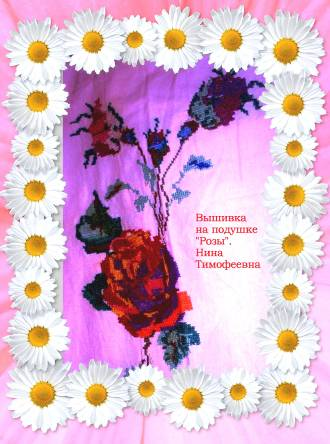 Вышивка
на подушке
"Розы".
Нина
Тимофеевна